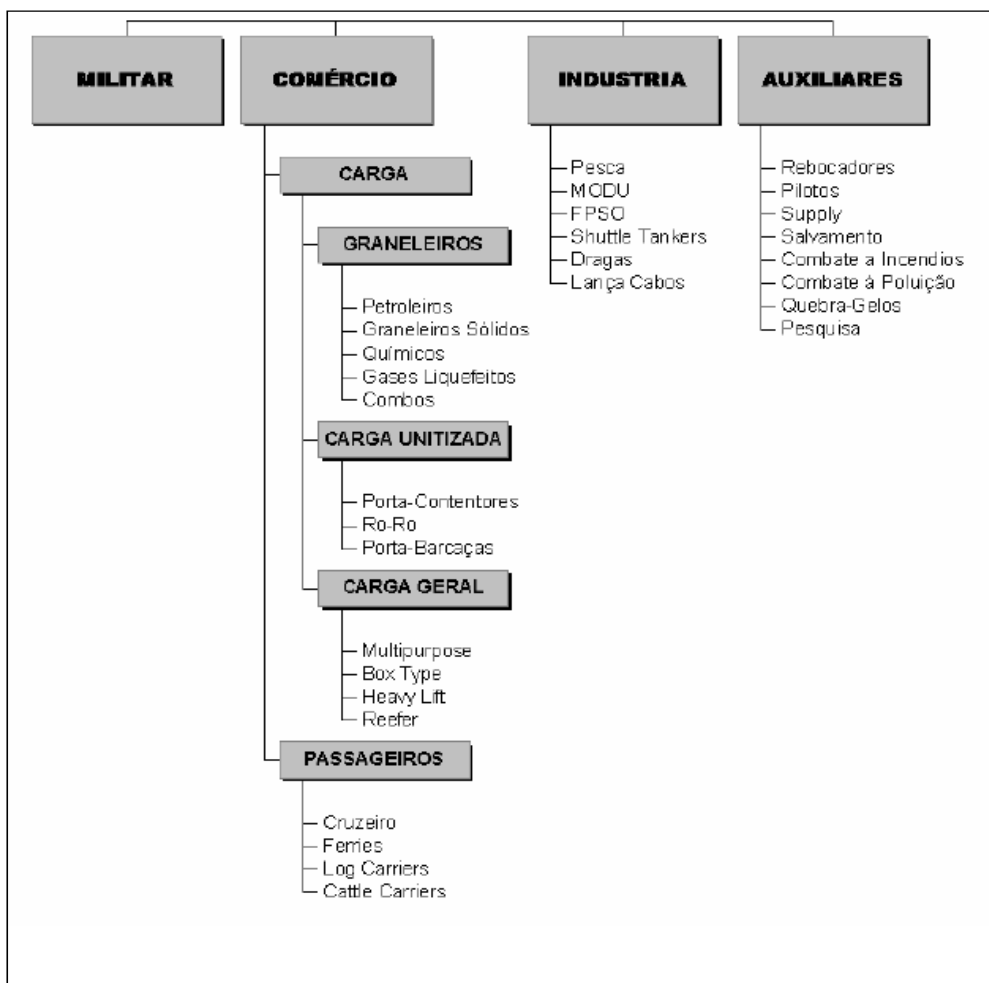 MILITAR
COMÉRCIO
INDUSTRIA
AUXILIARES
CARGA
GRANELEIROS
Petroleiros
Graneleiros Sólidos
Químicos
Gases Liquefeitos
Combos
CARGA UNITIZADA
Porta-Contentores
Ro-Ro
Porta-Barcaças
CARGA GERAL
Multipurpose
Box Type
Heavy Lift
Reefer
PASSAGEIROS
Cruzeiro
Ferries
Log Carriers
Cattle Carriers
Pesca
MODU
FPSO
Shuttle Tankers
Dragas
Lança Cabos
Rebocadores
Pilotos
Supply
Salvamento
Combate a Incendios
Combate à Poluição
Quebra-Gelos
Pesquisa